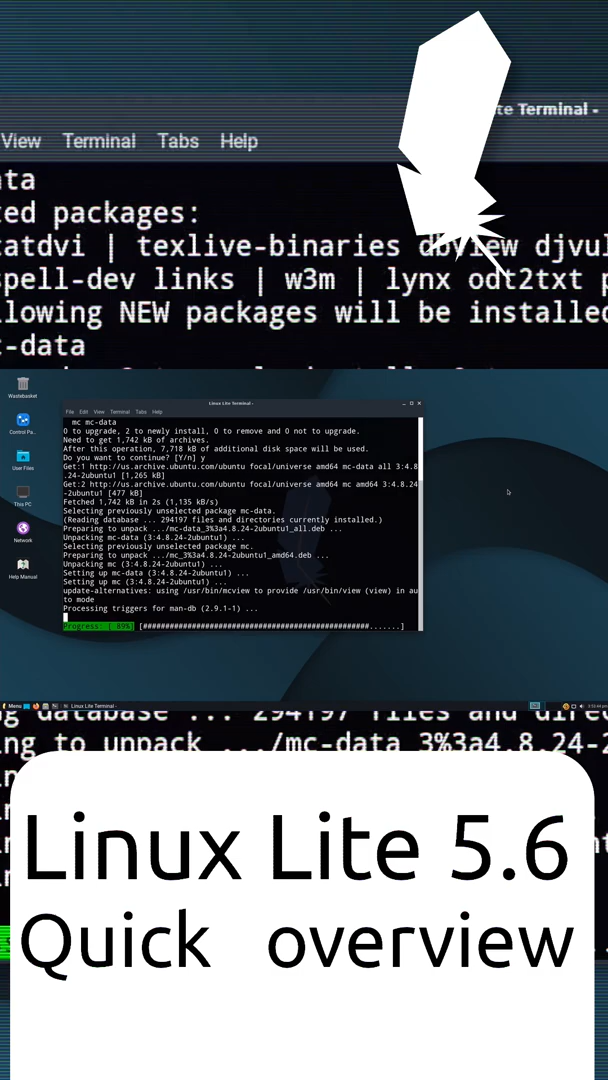 te Terminal -
View Terminal Tabs Help
ata
ted packages:
catdvi | texlive-binaries dbview djvul
spell-dev links | w3m | lynx odt2txt p
llowing NEW packages will be installed
c-data
Wastebasket
Control Pa..
User Files
This PC
Network
Help Manual
Linux Lite Terminal -
File Edit View Terminal Tabs Help
mc mc-data
0 to upgrade, 2 to newly install, 0 to remove and 0 not to upgrade.
Need to get 1,742 kB of archives.
After this operation, 7,718 kB of additional disk space will be used.
Do you want to continue? [Y/n] y
Get:1 http://us.archive.ubuntu.com/ubuntu focal/universe amd64 mc-data all 3:4.8
.24-2ubuntu1 [1,265 kB]
Get:2 http://us.archive.ubuntu.com/ubuntu focal/universe amd64 mc amd64 3:4.8.24
-2ubuntu1 [477 kB]
Fetched 1,742 kB in 2s (1,135 kB/s)
Selecting previously unselected package mc-data.
(Reading database ... 294197 files and directories currently installed.)
Preparing to unpack .../mc-data_3%3a4.8.24-2ubuntu1_all.deb ...
Unpacking mc-data (3:4.8.24-2ubuntu1) ...
Selecting previously unselected package mc.
Preparing to unpack .../mc_3%3a4.8.24-2ubuntu1_amd64.deb ...
Unpacking mc (3:4.8.24-2ubuntu1) ...
Setting up mc-data (3:4.8.24-2ubuntu1) ...
Setting up mc (3:4.8.24-2ubuntu1) ...
update-alternatives: using /usr/bin/mcview to provide /usr/bin/view (view) in au
to mode
Processing triggers for man-db (2.9.1-1) ...
Progress: [ 89%] [##################################################.......]
Menu Linux Lite Terminal -
ng database ... 294197 files and direc
ing to unpack .../mc-data_3%3a4.8.24-2
Linux Lite 5.6
Quick overview